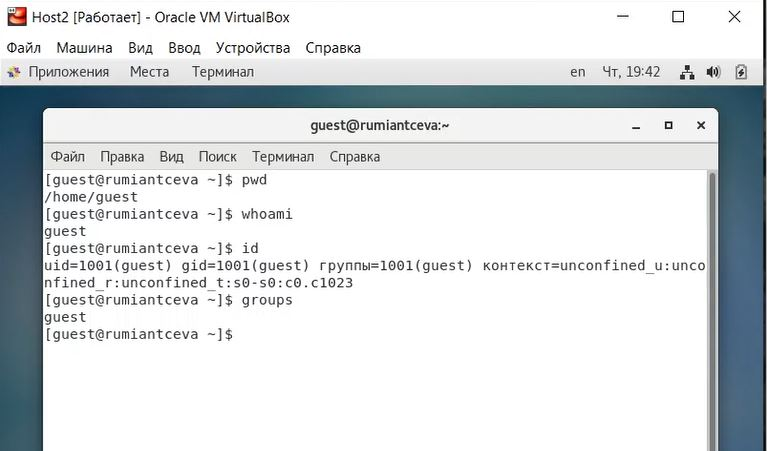 Host2 [Работает] - Oracle VM VirtualBox
Файл Машина Вид Ввод Устройства Справка
Приложения Места Терминал en Чт, 19:42
guest@rumiantceva:~
Файл Правка Вид Поиск Терминал Справка
[guest@rumiantceva ~]$ pwd
/home/guest
[guest@rumiantceva ~]$ whoami
guest
[guest@rumiantceva ~]$ id
uid=1001(guest) gid=1001(guest) группы=1001(guest) контекст=unconfined_u:unco
nfined_r:unconfined_t:s0-s0:c0.c1023
[guest@rumiantceva ~]$ groups
guest
[guest@rumiantceva ~]$